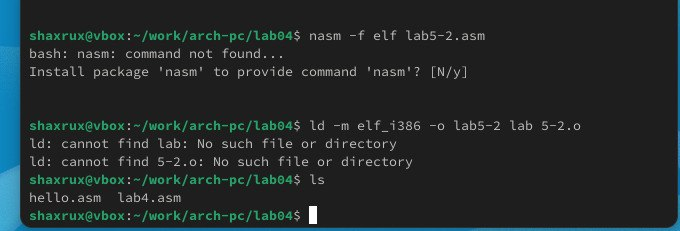 shaxrux@vbox:~/work/arch-pc/lab04$ nasm -f elf lab5-2.asm
bash: nasm: command not found...
Install package 'nasm' to provide command 'nasm'? [N/y]
shaxrux@vbox:~/work/arch-pc/lab04$ ld -m elf_i386 -o lab5-2 lab 5-2.o
ld: cannot find lab: No such file or directory
ld: cannot find 5-2.o: No such file or directory
shaxrux@vbox:~/work/arch-pc/lab04$ ls
hello.asm  lab4.asm
shaxrux@vbox:~/work/arch-pc/lab04$